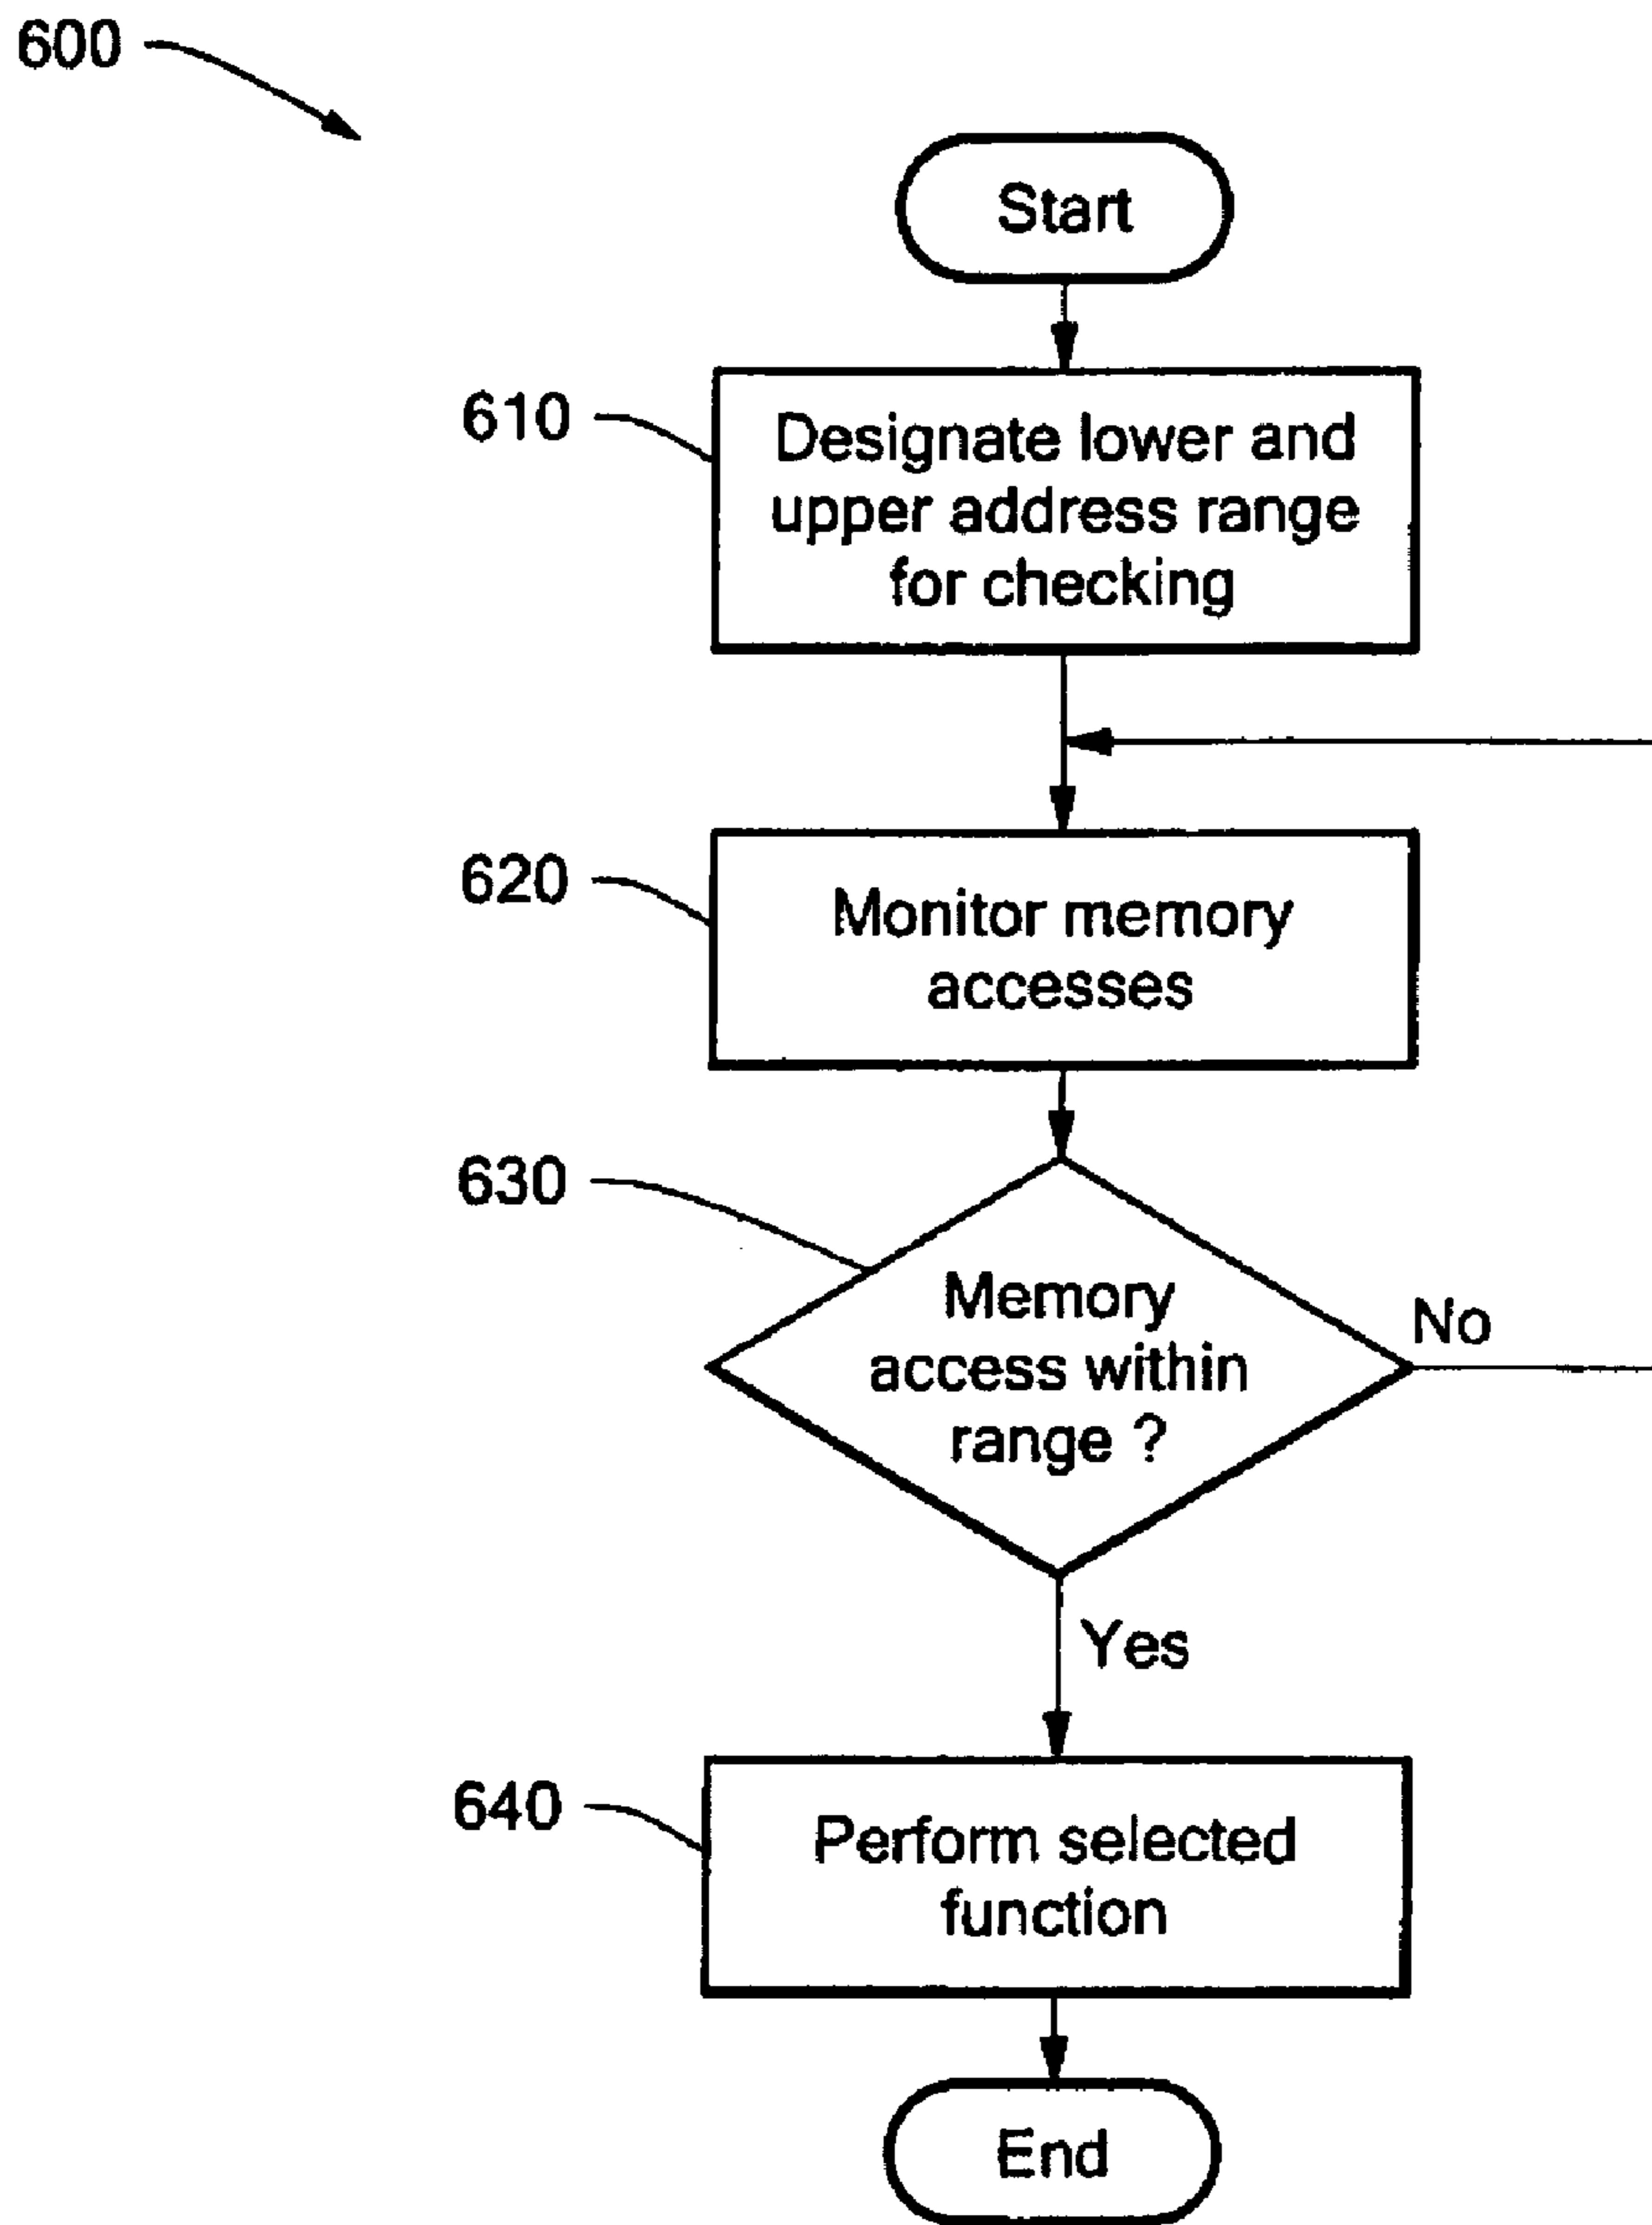 600
Start
610
Designate lower and
upper address range
for checking
620
Monitor memory
accesses
630
Memory
access within
range ?
No
Yes
640
Perform selected
function
End